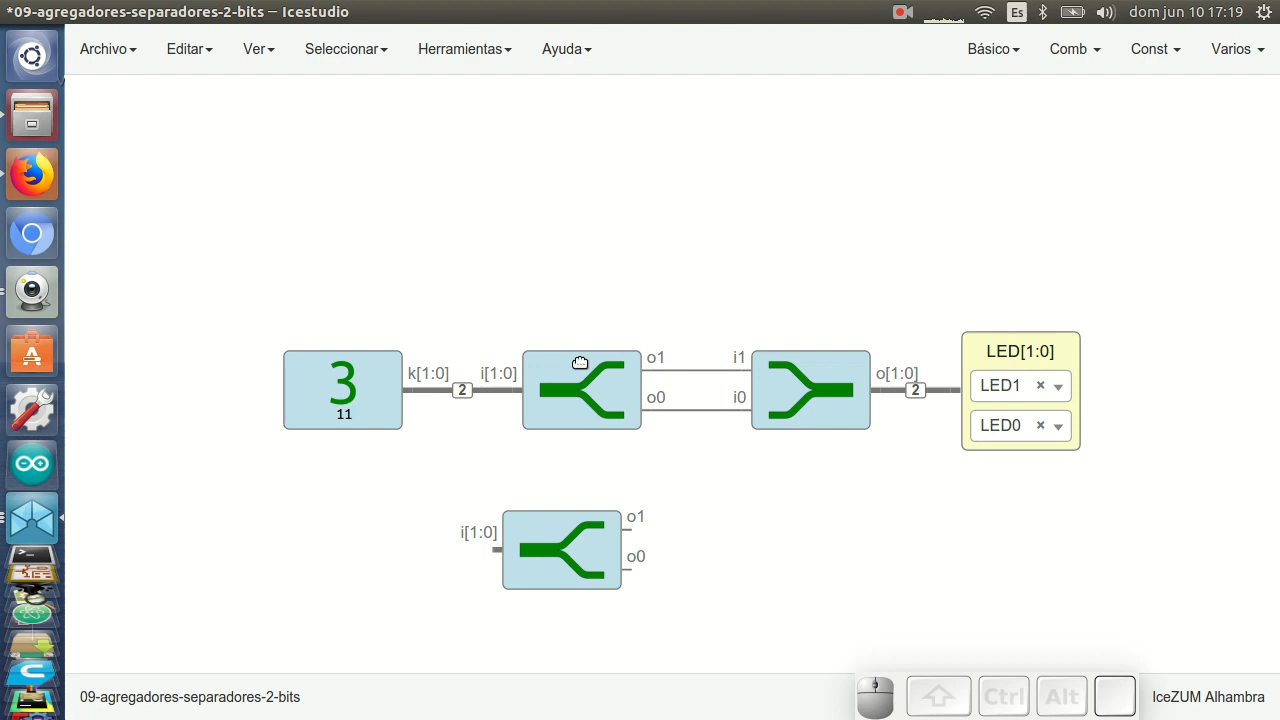 *09-agregadores-separadores-2-bits – Icestudio
Es
dom jun 10 17:19
Archivo
Editar
Ver
Seleccionar
Herramientas
Ayuda
Básico
Comb
Const
Varios
3
11
k[1:0]
2
i[1:0]
o1
o0
i1
i0
o[1:0]
2
LED[1:0]
LED1
LED0
i[1:0]
o1
o0
09-agregadores-separadores-2-bits
Ctrl
Alt
IceZUM Alhambra